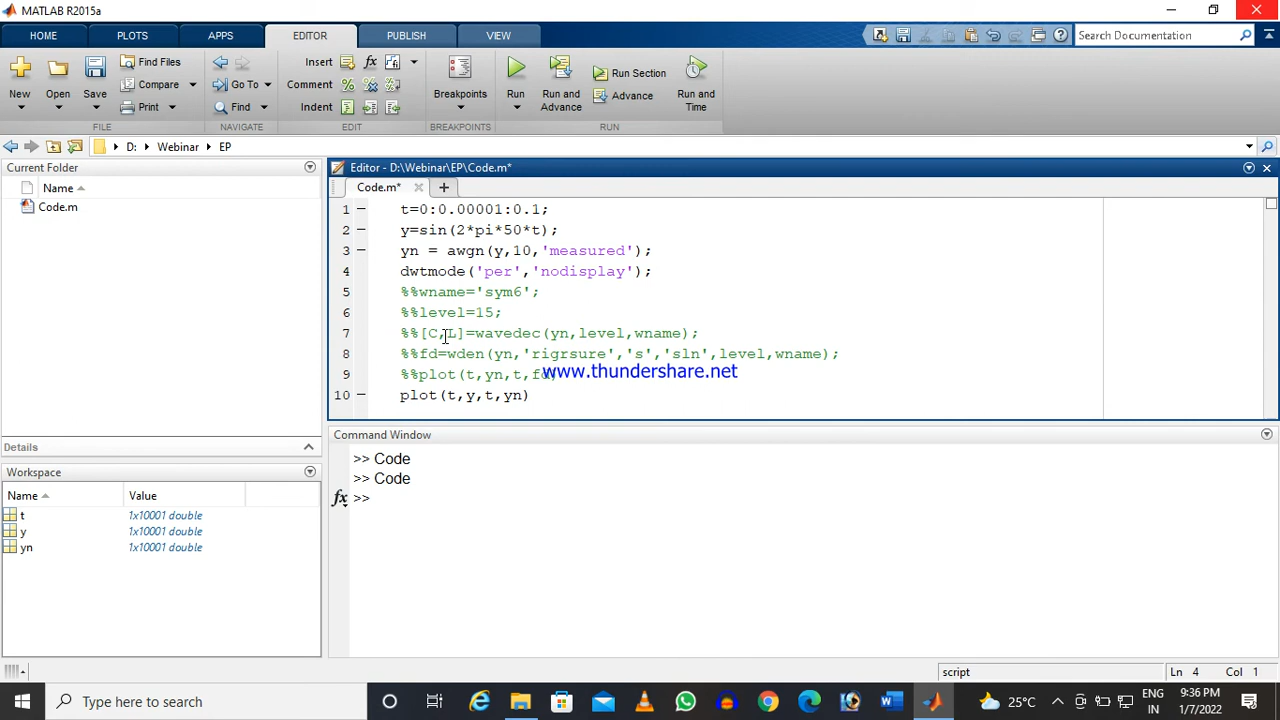 MATLAB R2015a
HOME PLOTS APPS EDITOR PUBLISH VIEW Search Documentation
New Open Save Find Files Compare Print Go To Find Insert fx Comment Indent Breakpoints Run Run and Advance Run Section Advance Run and Time
FILE NAVIGATE EDIT BREAKPOINTS RUN
D: Webinar EP
Current Folder
Name
Code.m
Details
Workspace
Name Value
t 1x10001 double
y 1x10001 double
yn 1x10001 double
Editor - D:\Webinar\EP\Code.m*
Code.m*
1 t=0:0.00001:0.1;
2 y=sin(2*pi*50*t);
3 yn = awgn(y,10,'measured');
4 dwtmode('per','nodisplay');
5 %%wname='sym6';
6 %%level=15;
7 %%[C,L]=wavedec(yn,level,wname);
8 %%fd=wden(yn,'rigrsure','s','sln',level,wname);
9 %%plot(t,yn,t,fd)
www.thundershare.net
10 plot(t,y,t,yn)
Command Window
>> Code
>> Code
fx >>
script Ln 4 Col 1
Type here to search 25°C ENG IN 9:36 PM 1/7/2022